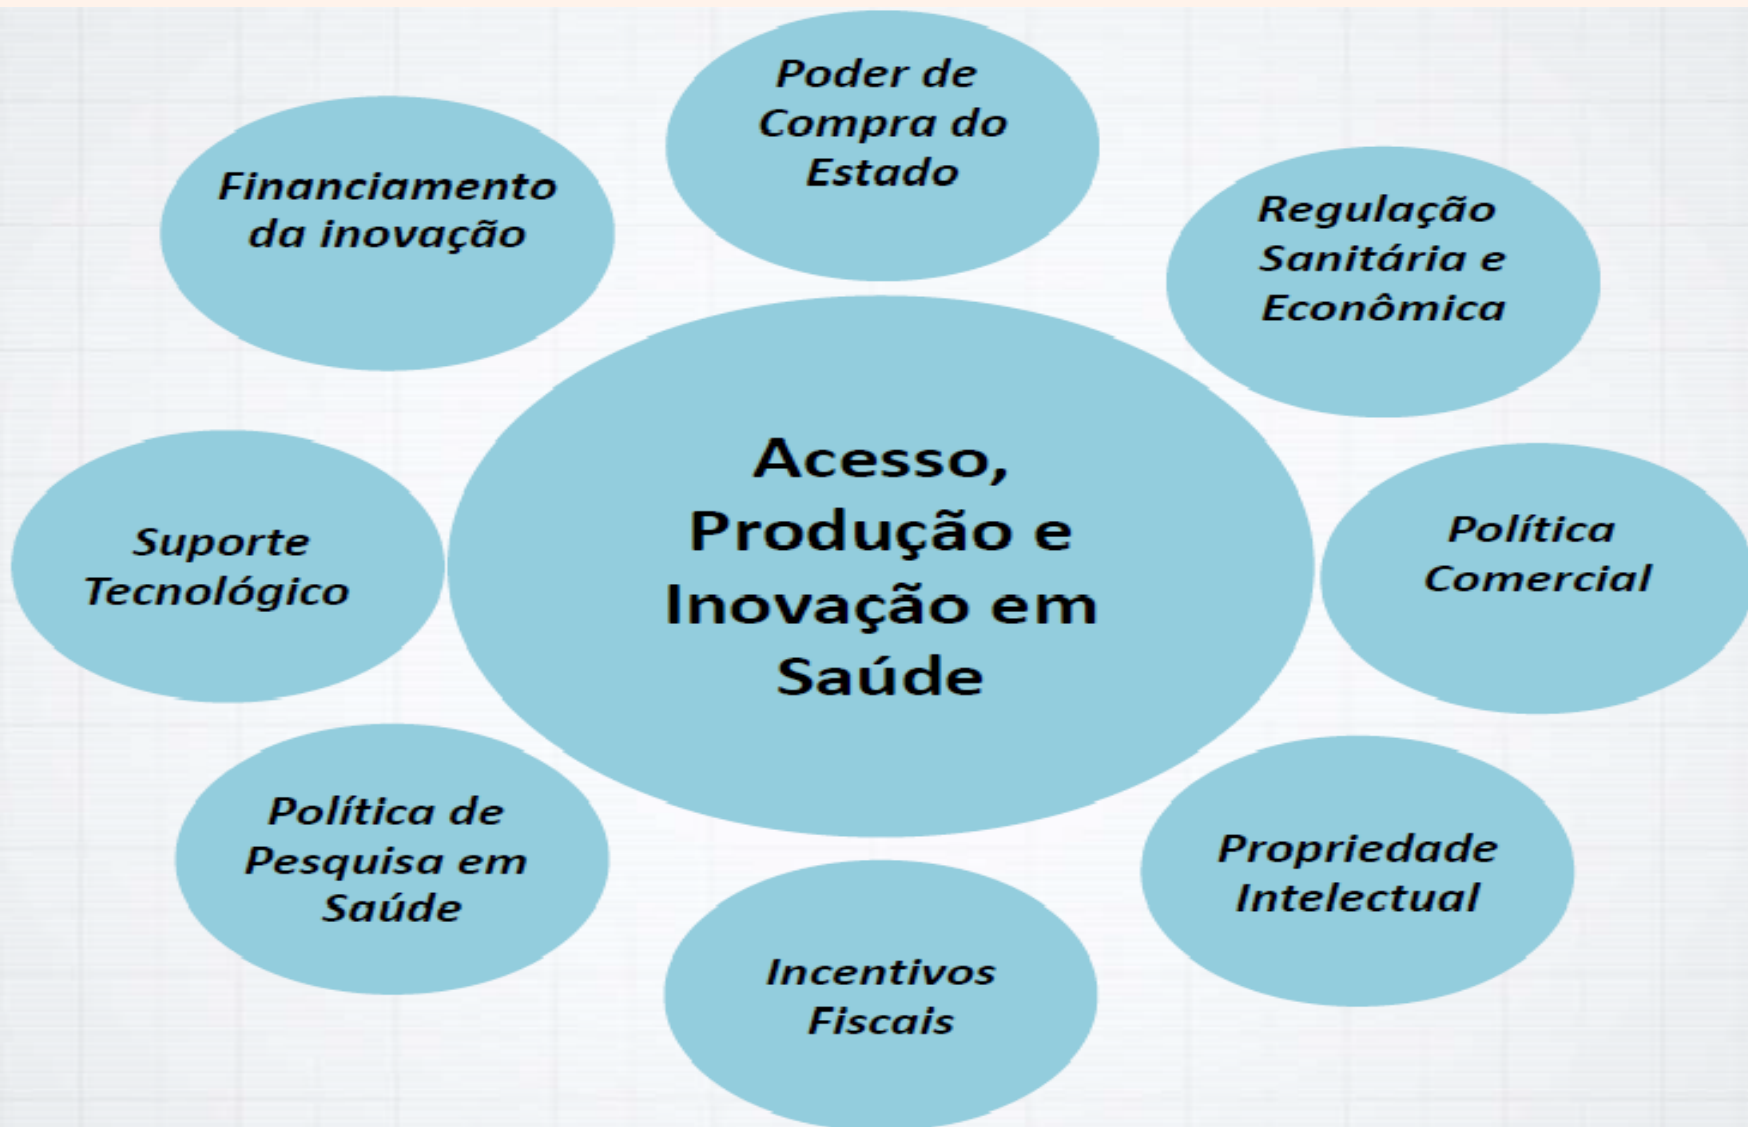 Poder de
Compra do
Estado
Financiamento
da inovação
Regulação
Sanitária e
Econômica
Acesso,
Produção e
Inovação em
Saúde
Suporte
Tecnológico
Política
Comercial
Política de
Pesquisa em
Saúde
Propriedade
Intelectual
Incentivos
Fiscais